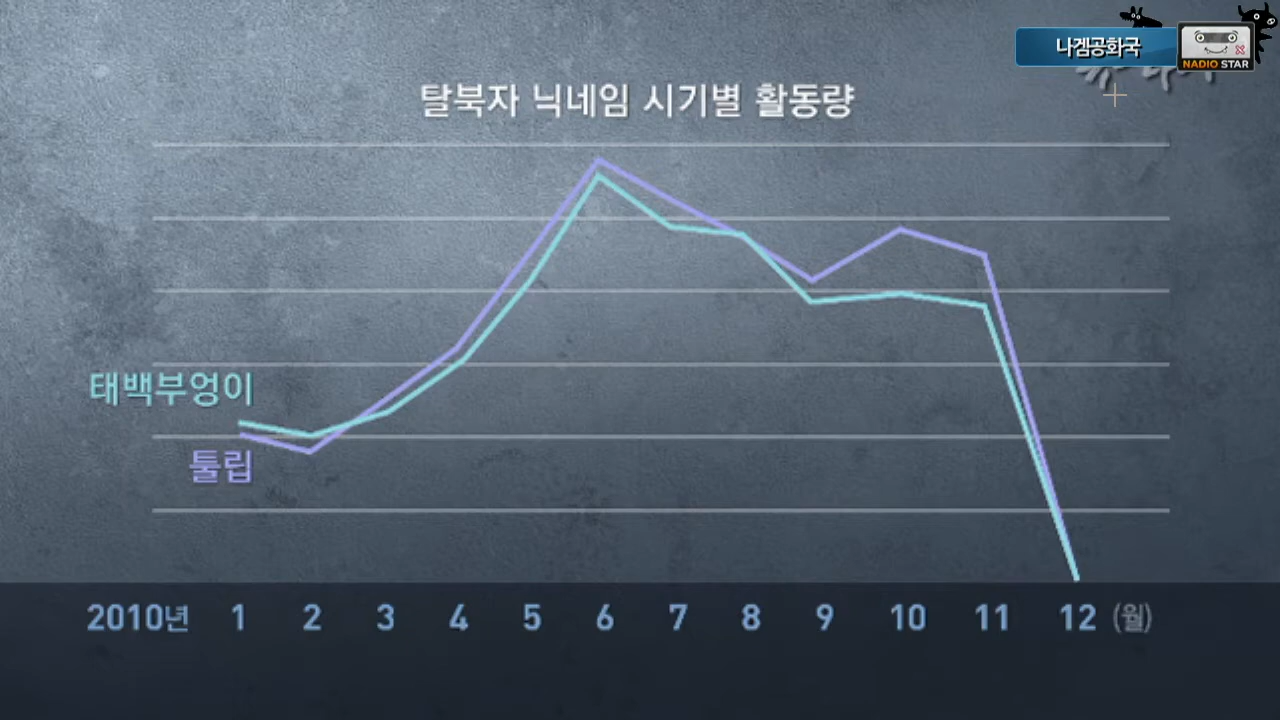 나겜공화국
NADIO STAR
탈북자 닉네임 시기별 활동량
태백부엉이
툴립
2010년 1 2 3 4 5 6 7 8 9 10 11 12 (월)